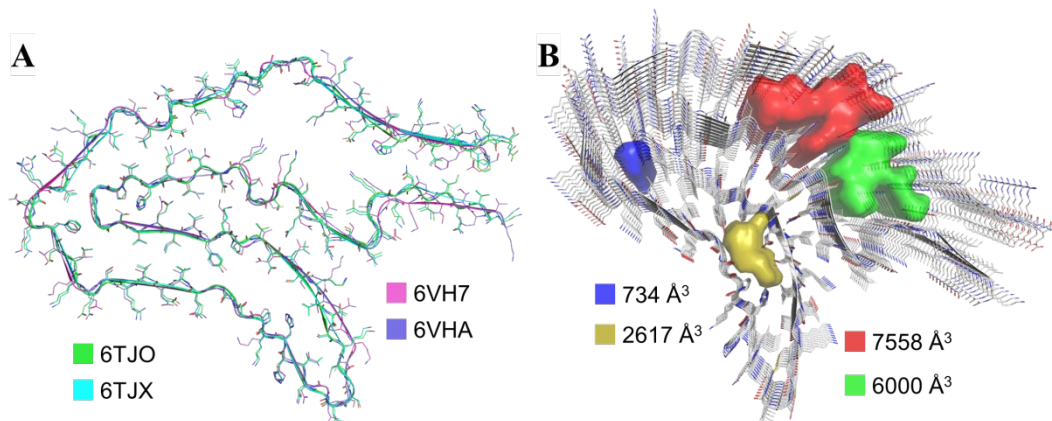 A
B
6VH7
6VHA
6TJO
6TJX
734 Å³
2617 Å³
7558 Å³
6000 Å³